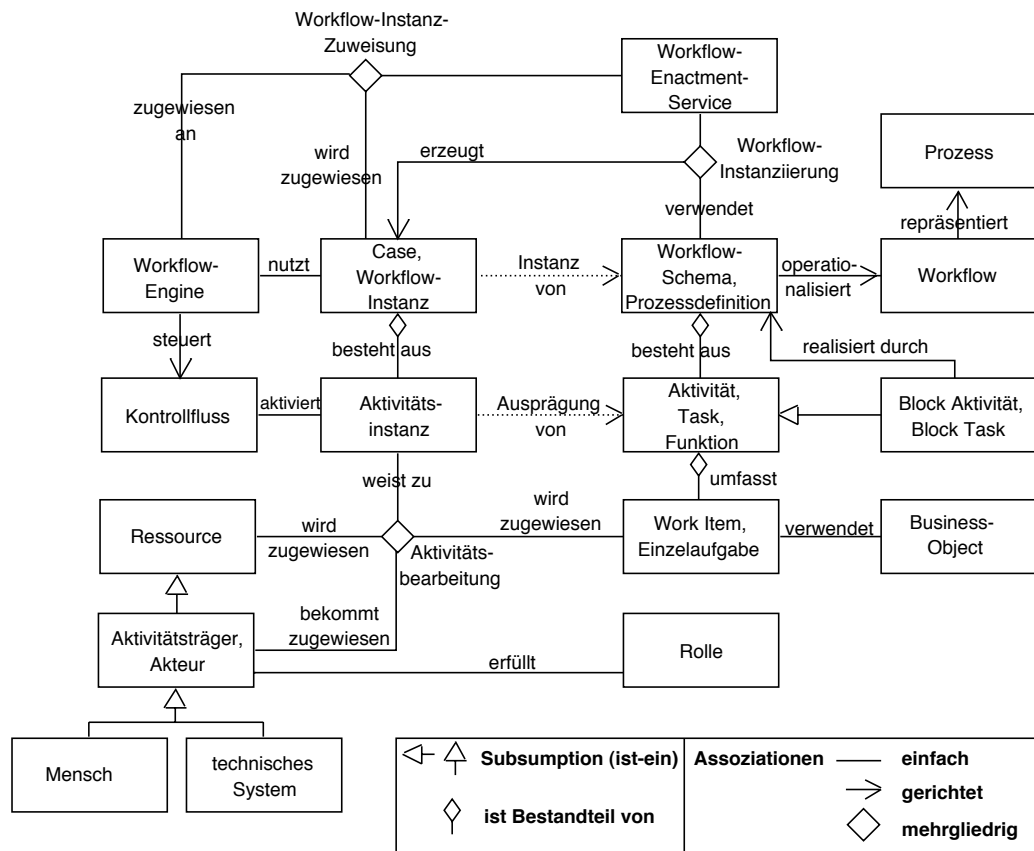 Workflow-Instanz-
Zuweisung
Workflow-
Enactment-
Service
zugewiesen
an
wird
zugewiesen
erzeugt
Workflow-
Instanziierung
Prozess
verwendet
repräsentiert
Workflow-
Engine
nutzt
Case,
Workflow-
Instanz
Instanz
von
Workflow-
Schema,
Prozessdefinition
operatio-
nalisiert
Workflow
steuert
besteht aus
besteht aus
realisiert durch
Kontrollfluss
aktiviert
Aktivitäts-
instanz
Ausprägung
von
Aktivität,
Task,
Funktion
Block Aktivität,
Block Task
weist zu
umfasst
Ressource
wird
zugewiesen
Aktivitäts-
bearbeitung
wird
zugewiesen
Work Item,
Einzelaufgabe
verwendet
Business-
Object
Aktivitätsträger,
Akteur
bekommt
zugewiesen
erfüllt
Rolle
Mensch
technisches
System
Subsumption (ist-ein)
ist Bestandteil von
Assoziationen
einfach
gerichtet
mehrgliedrig